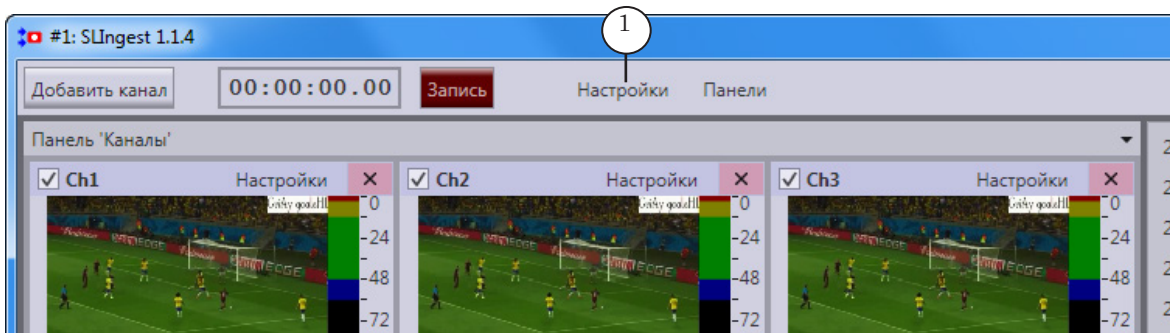 1
#1: SLIngest 1.1.4
Добавить канал 00:00:00.00 Запись Настройки Панели
Панель 'Каналы'
Ch1 Настройки × Ch2 Настройки × Ch3 Настройки ×
-0 -0 -0
-24 -24 -24
-48 -48 -48
-72 -72 -72